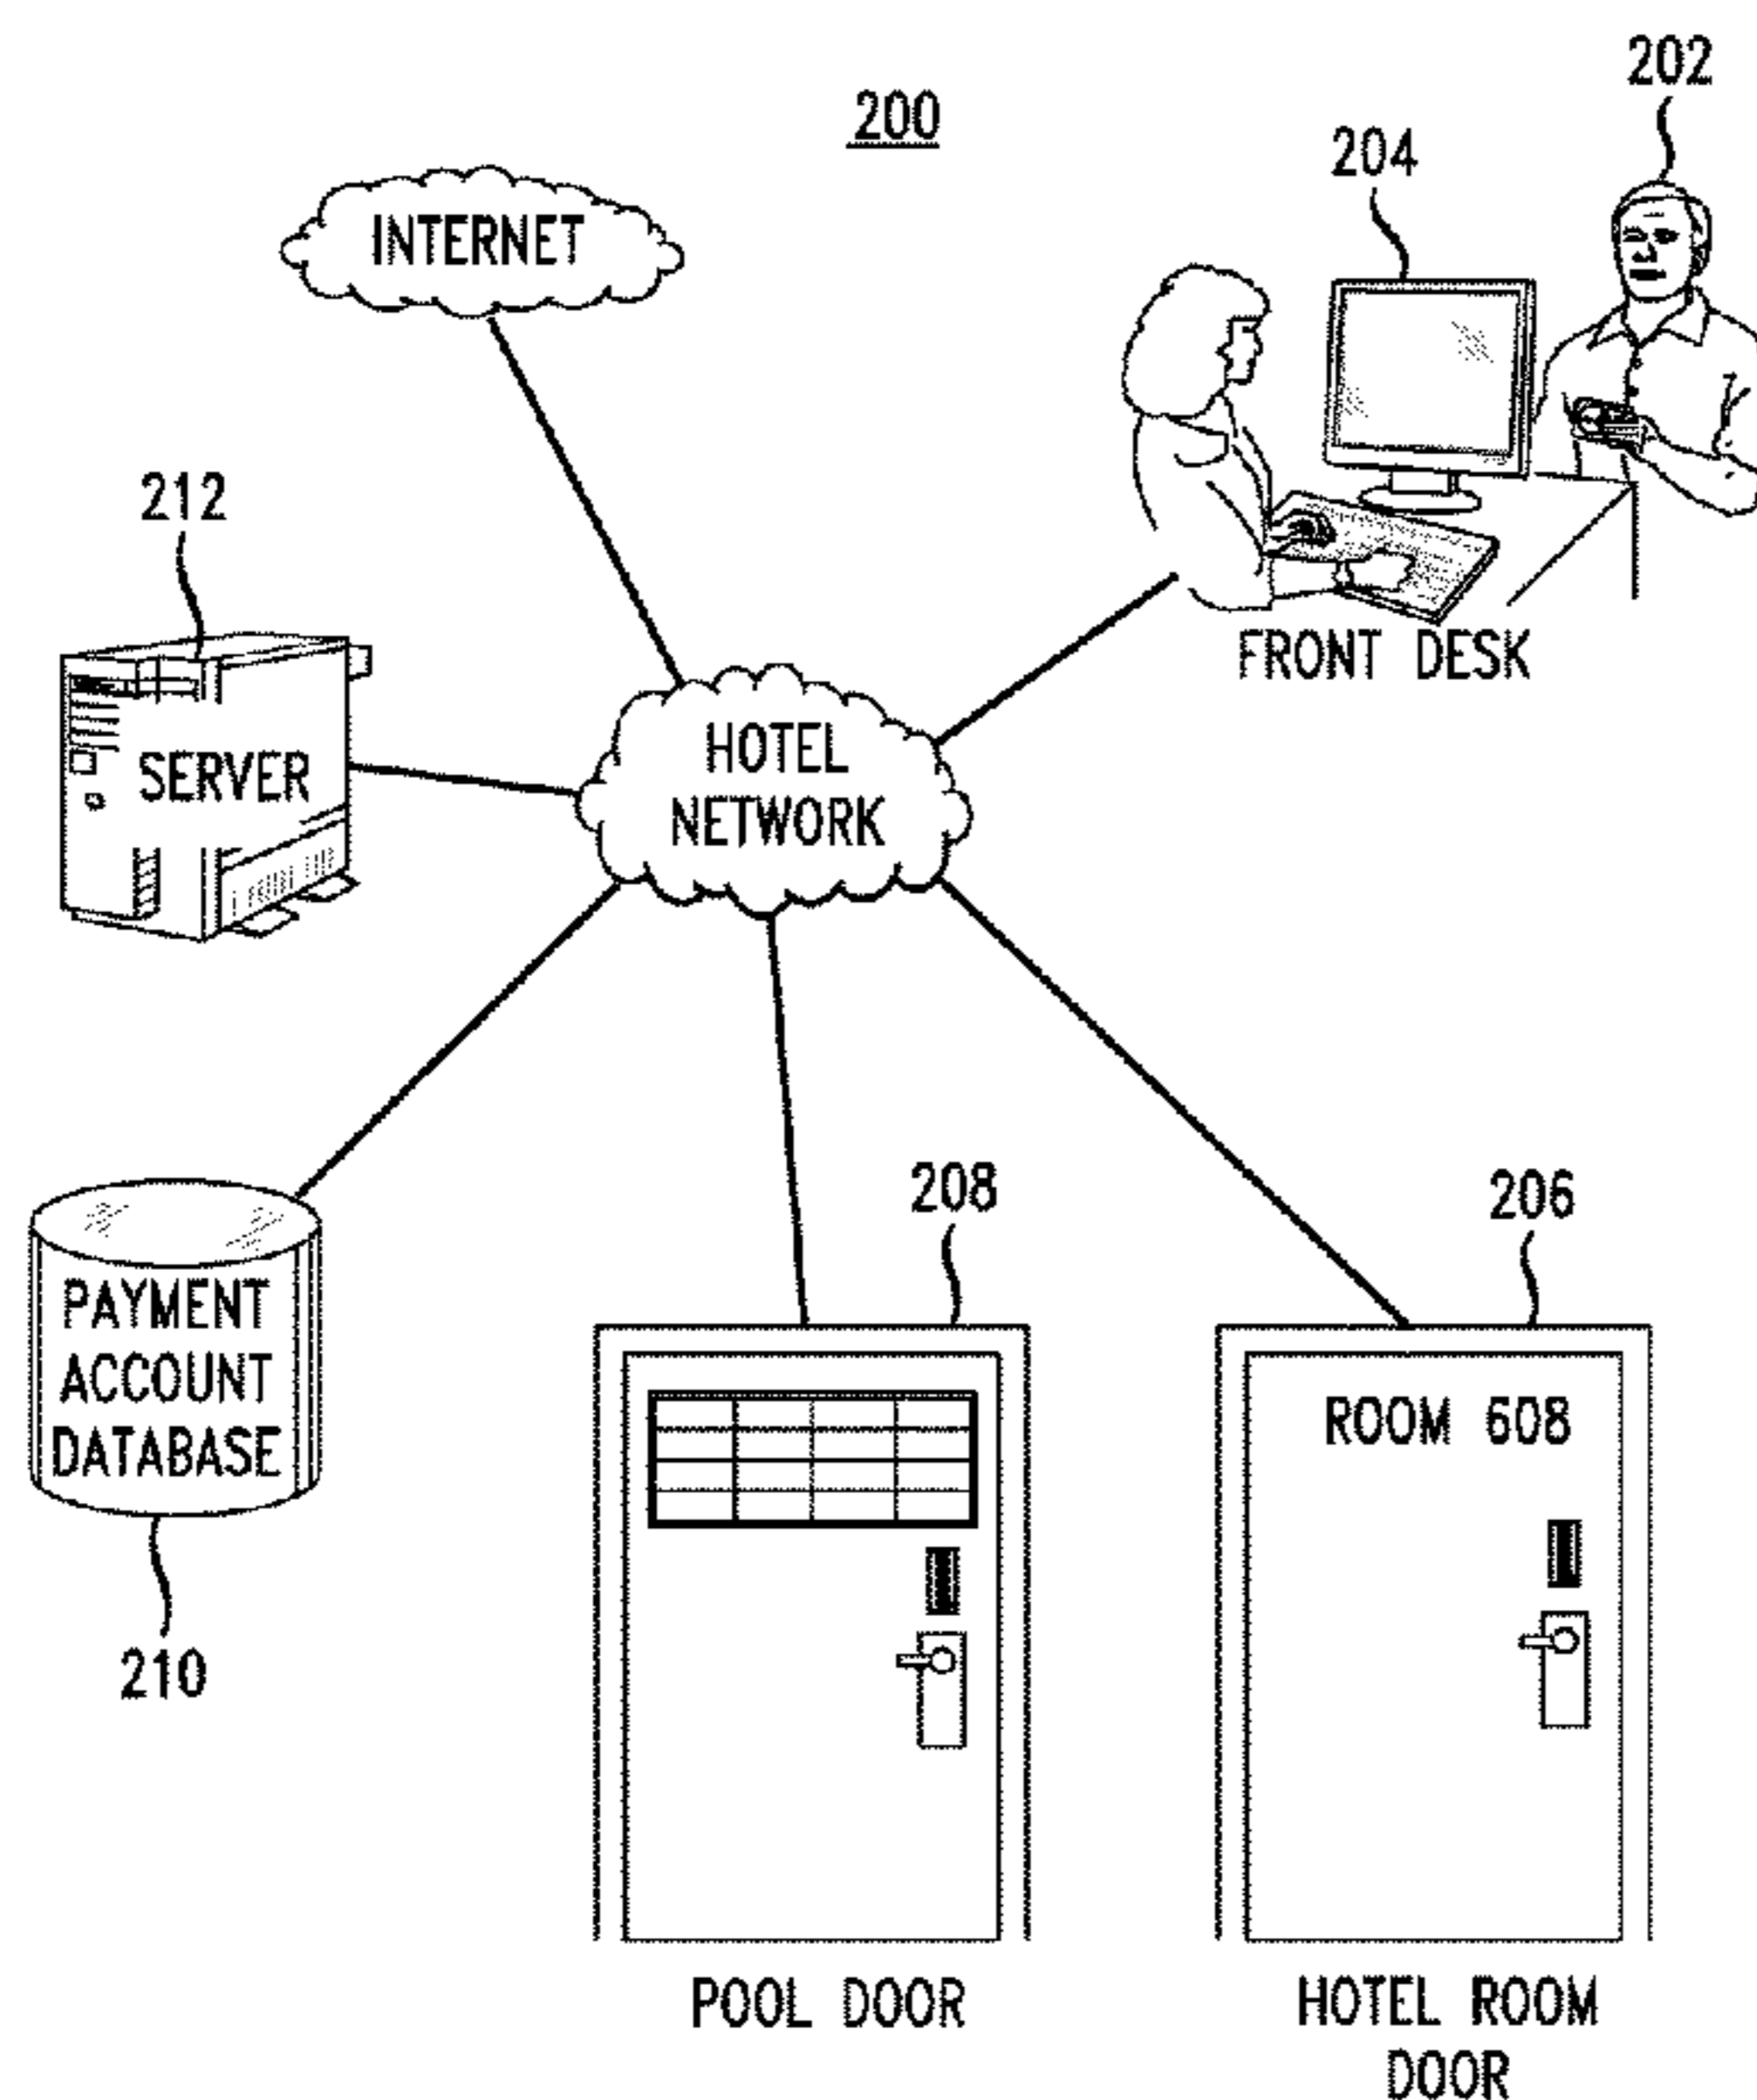 200
202
204
INTERNET
212
FRONT DESK
SERVER
HOTEL
NETWORK
208
206
PAYMENT
ACCOUNT
DATABASE
ROOM 608
210
POOL DOOR
HOTEL ROOM
DOOR